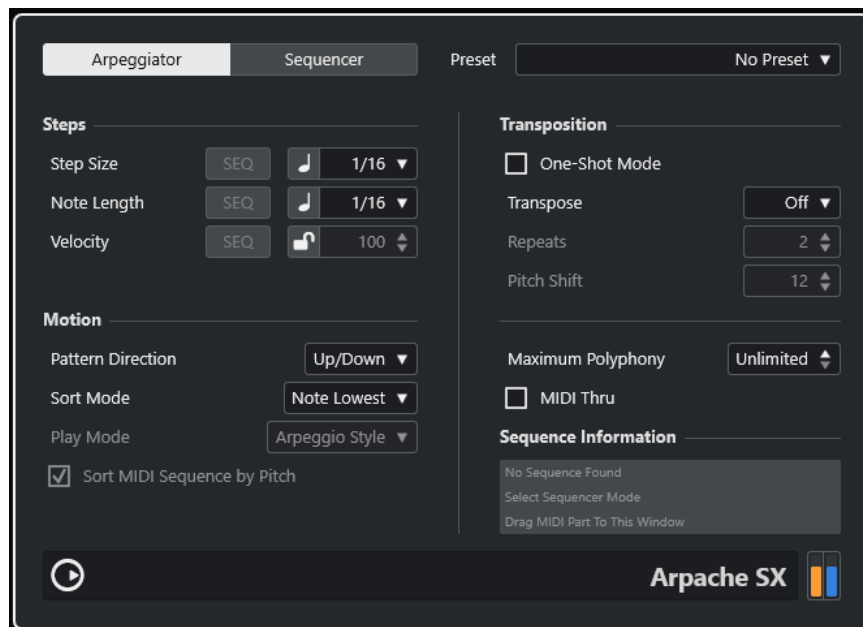 Arpeggiator Sequencer Preset No Preset
Steps
Step Size SEQ 1/16
Note Length SEQ 1/16
Velocity SEQ 100
Motion
Pattern Direction Up/Down
Sort Mode Note Lowest
Play Mode Arpeggio Style
Sort MIDI Sequence by Pitch
Transposition
One-Shot Mode
Transpose Off
Repeats 2
Pitch Shift 12
Maximum Polyphony Unlimited
MIDI Thru
Sequence Information
No Sequence Found
Select Sequencer Mode
Drag MIDI Part To This Window
Arpache SX